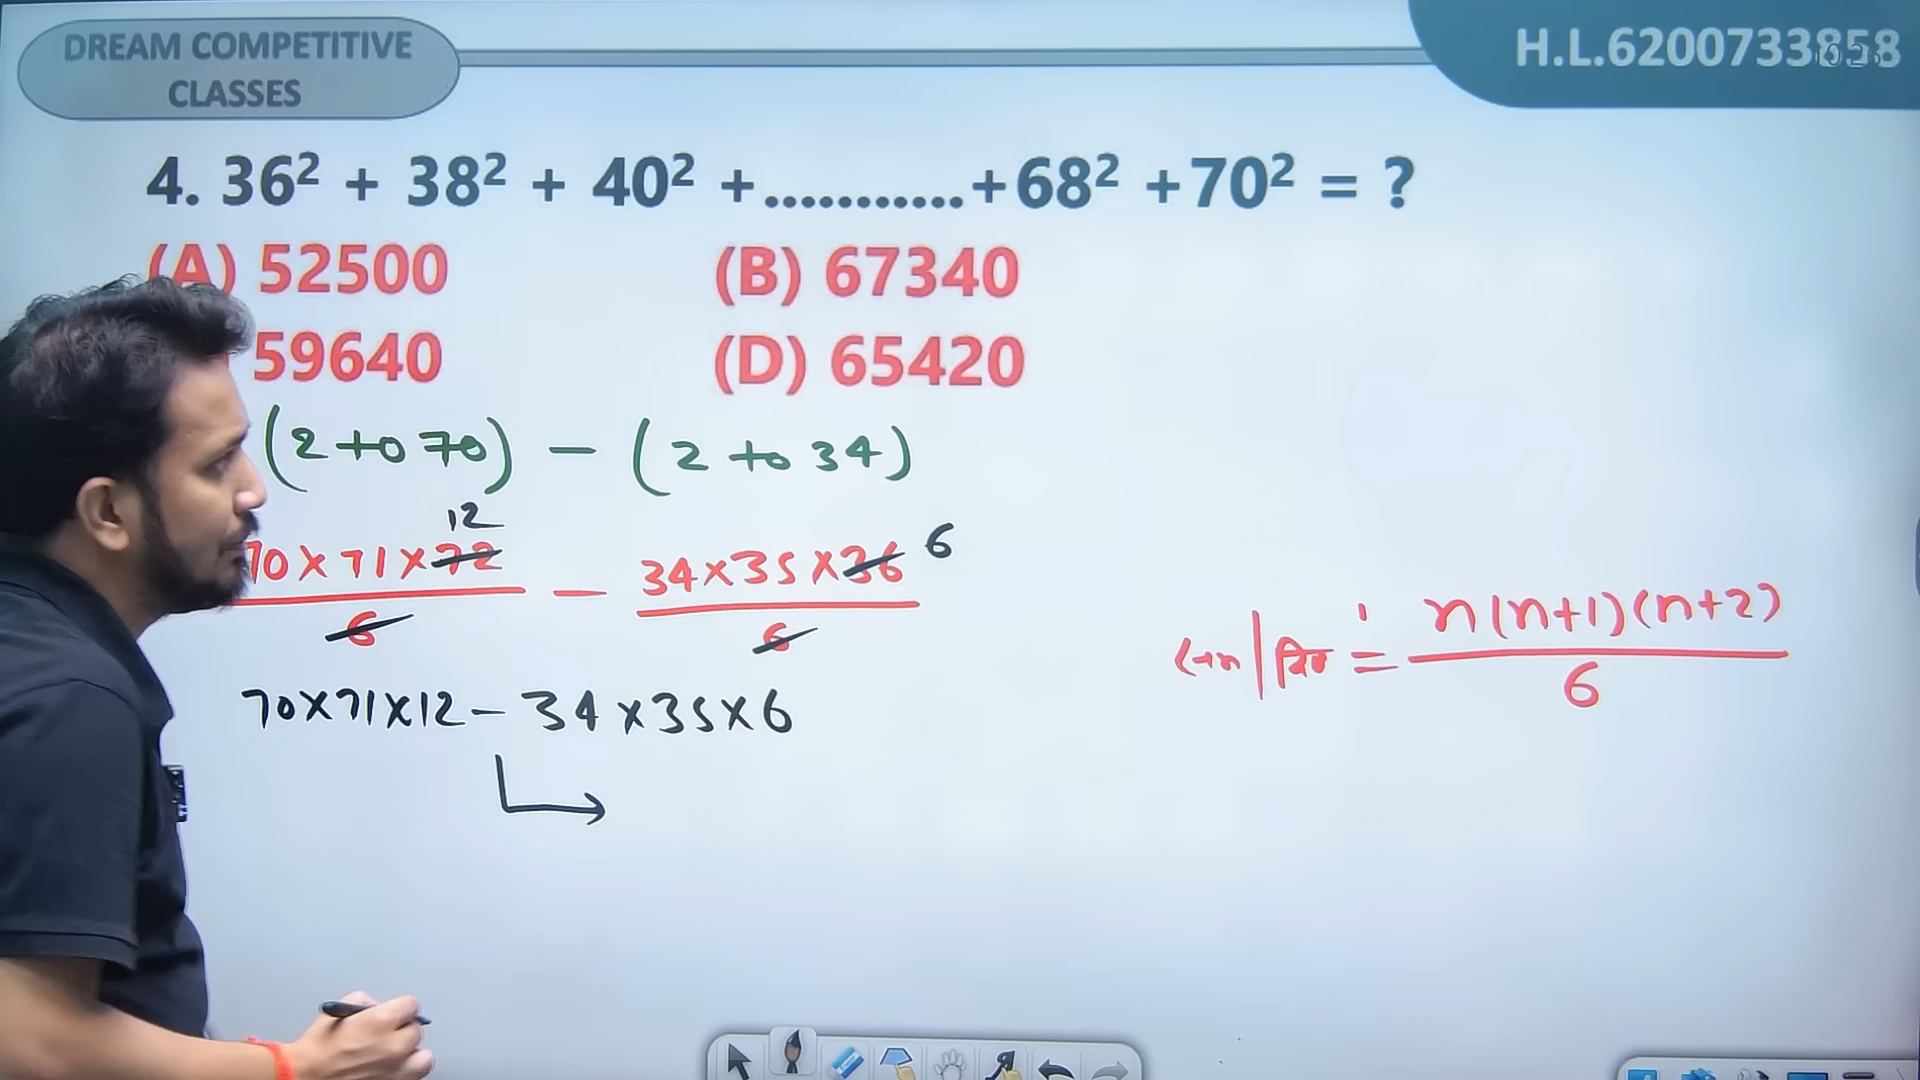 DREAM COMPETITIVE
CLASSES
H.L.6200733858
4. 36² + 38² + 40² +...........+68² +70² = ?
(A) 52500
(B) 67340
59640
(D) 65420
(2 to 70) - (2 to 34)
12
70×71×72 - 34×35×36 6
6 6
n(n+1)(n+2)
=
6
70×71×12 - 34×35×6